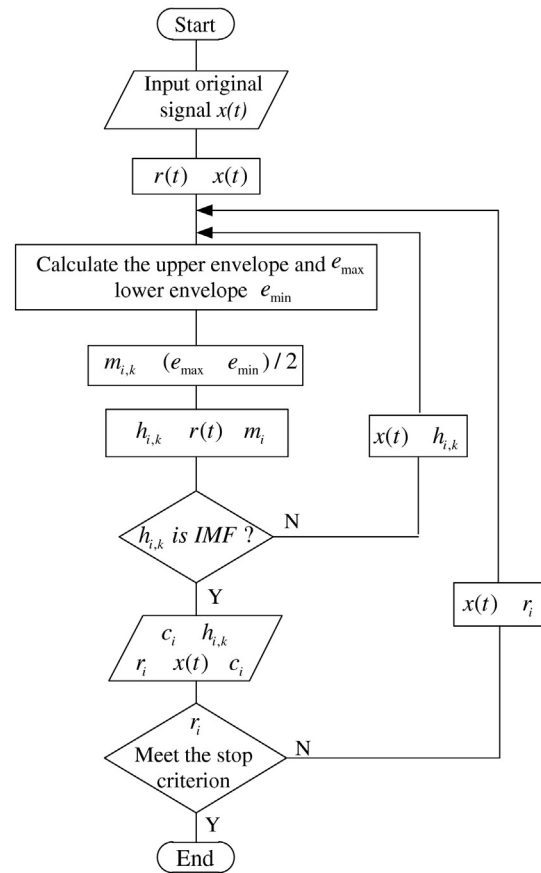 Start
Input original
signal x(t)
r(t) x(t)
Calculate the upper envelope and e_max
lower envelope e_min
m_i,k (e_max e_min) / 2
h_i,k r(t) m_i
x(t) h_i,k
h_i,k is IMF ?
N
Y
x(t) r_i
c_i h_i,k
r_i x(t) c_i
r_i
Meet the stop
criterion
N
Y
End